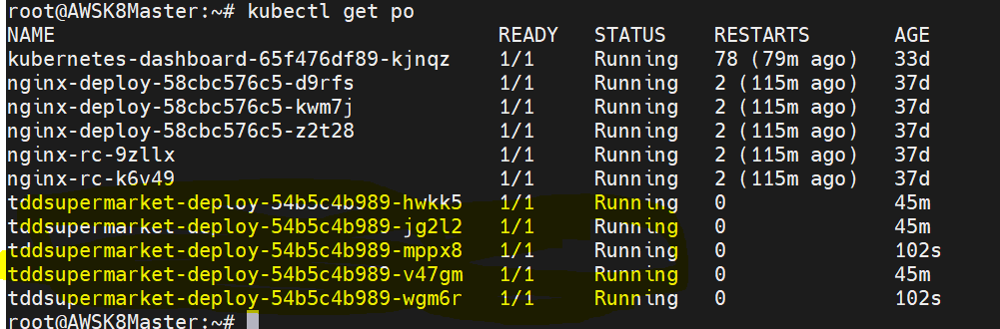 root@AWSK8Master:~# kubectl get po
NAME READY STATUS RESTARTS AGE
kubernetes-dashboard-65f476df89-kjnqz 1/1 Running 78 (79m ago) 33d
nginx-deploy-58cbc576c5-d9rfs 1/1 Running 2 (115m ago) 37d
nginx-deploy-58cbc576c5-kwm7j 1/1 Running 2 (115m ago) 37d
nginx-deploy-58cbc576c5-z2t28 1/1 Running 2 (115m ago) 37d
nginx-rc-9zllx 1/1 Running 2 (115m ago) 37d
nginx-rc-k6v49 1/1 Running 2 (115m ago) 37d
tddsupermarket-deploy-54b5c4b989-hwkk5 1/1 Running 0 45m
tddsupermarket-deploy-54b5c4b989-jg2l2 1/1 Running 0 45m
tddsupermarket-deploy-54b5c4b989-mppx8 1/1 Running 0 102s
tddsupermarket-deploy-54b5c4b989-v47gm 1/1 Running 0 45m
tddsupermarket-deploy-54b5c4b989-wgm6r 1/1 Running 0 102s
root@AWSK8Master:~#